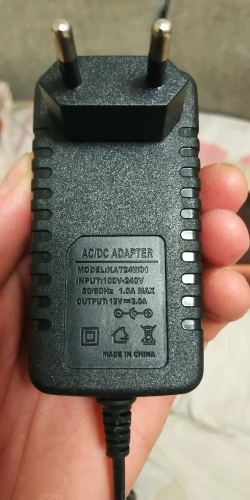 AC/DC ADAPTER
MODEL:KA724W01
INPUT:100V-240V
50/60Hz 1.0A MAX
OUTPUT:12V⎓2.0A
MADE IN CHINA